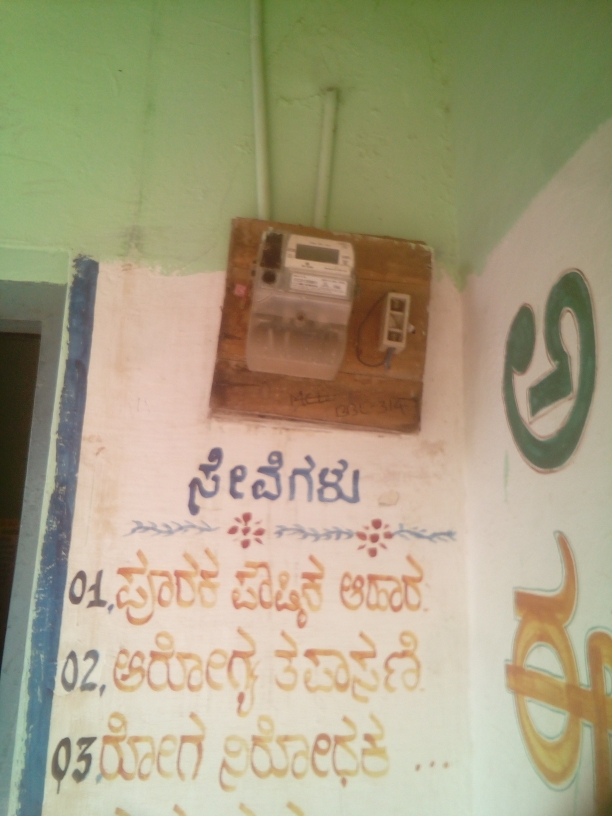 ಸೇವೆಗಳು
01. ಪೂರಕ ಪೌಷ್ಠಿಕ ಆಹಾರ.
02. ಆರೋಗ್ಯ ತಪಾಸಣೆ.
03. ರೋಗ ನಿರೋಧಕ ...
ಅ